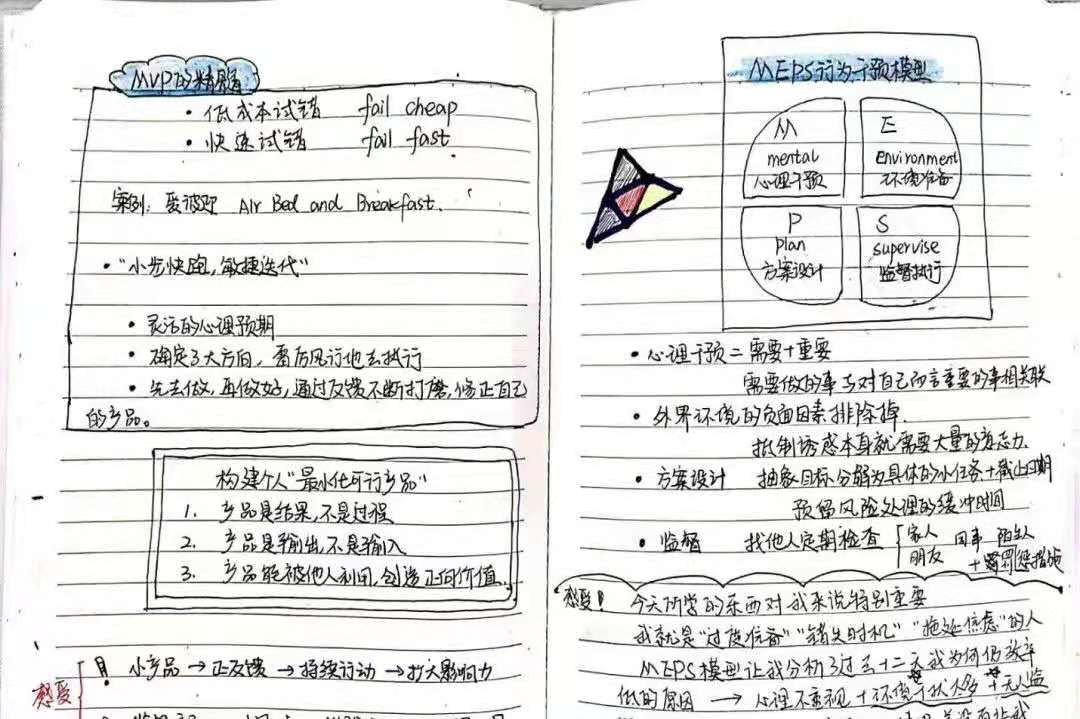 MVP的精髓
• 低成本试错 fail cheap
• 快速试错 fail fast
案例: 爱彼迎 Air Bed and Breakfast.
• "小步快跑,敏捷迭代"
• 灵活的心理预期
• 确定了大方向,雷厉风行地去执行
• 先去做,再做好,通过反馈不断打磨,修正自己
的产品。
构建个人"最小化可行产品"
1. 产品是结果,不是过程
2. 产品是输出,不是输入
3. 产品能被他人利用,创造正向价值.
感受
! 小产品 → 正反馈 → 持续行动 → 扩大影响力
MEPS行为干预模型
M
mental
心理干预
E
Environment
环境准备
P
plan
方案设计
S
supervise
监督执行
• 心理干预 = 需要+重要
需要做的事与对自己而言重要的事相关联
• 外界环境的负面因素排除掉.
抵制诱惑本身就需要大量的意志力.
• 方案设计 抽象目标分解为具体的小任务+截止日期
预留风险处理的缓冲时间
• 监督 找他人定期检查 家人 同事 陌生人
朋友 +惩措施
感受! 今天所学的东西对我来说特别重要
我就是"过度准备""错失时机""拖延焦虑"的人
MEPS模型让我分析了过去十二天我为何仍效率
低的原因 → 心理不重视+环境干扰太多+无人监